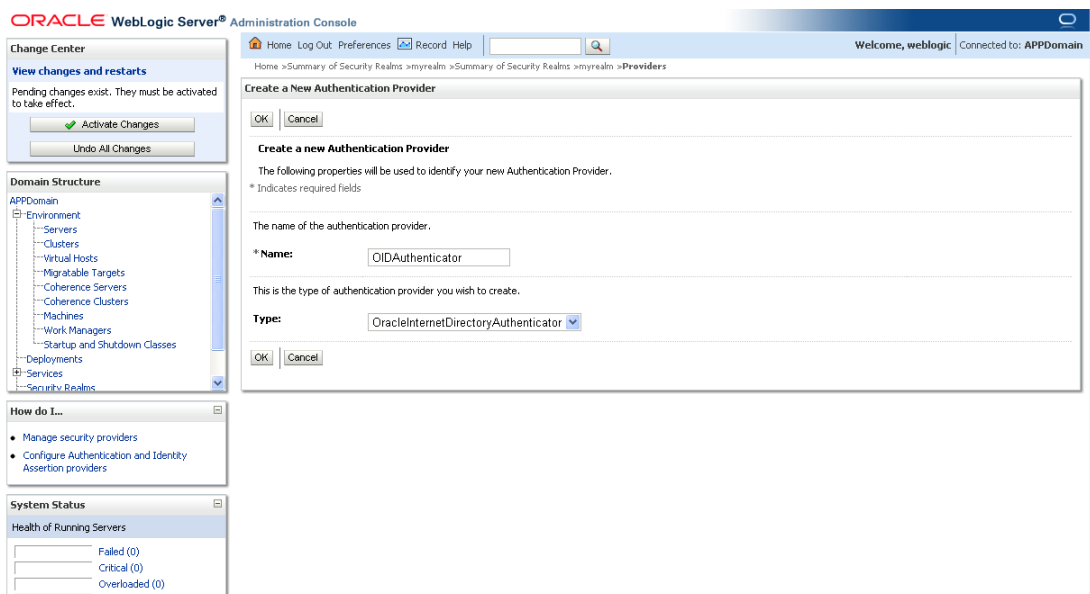 ORACLE WebLogic Server® Administration Console
Change Center
View changes and restarts
Pending changes exist. They must be activated
to take effect.
Activate Changes
Undo All Changes
Domain Structure
APPDomain
Environment
Servers
Clusters
Virtual Hosts
Migratable Targets
Coherence Servers
Coherence Clusters
Machines
Work Managers
Startup and Shutdown Classes
Deployments
Services
Security Realms
How do I...
Manage security providers
Configure Authentication and Identity
Assertion providers
System Status
Health of Running Servers
Failed (0)
Critical (0)
Overloaded (0)
Home Log Out Preferences Record Help
Welcome, weblogic Connected to: APPDomain
Home >Summary of Security Realms >myrealm >Summary of Security Realms >myrealm >Providers
Create a New Authentication Provider
OK Cancel
Create a new Authentication Provider
The following properties will be used to identify your new Authentication Provider.
* Indicates required fields
The name of the authentication provider.
* Name: OIDAuthenticator
This is the type of authentication provider you wish to create.
Type: OracleInternetDirectoryAuthenticator
OK Cancel